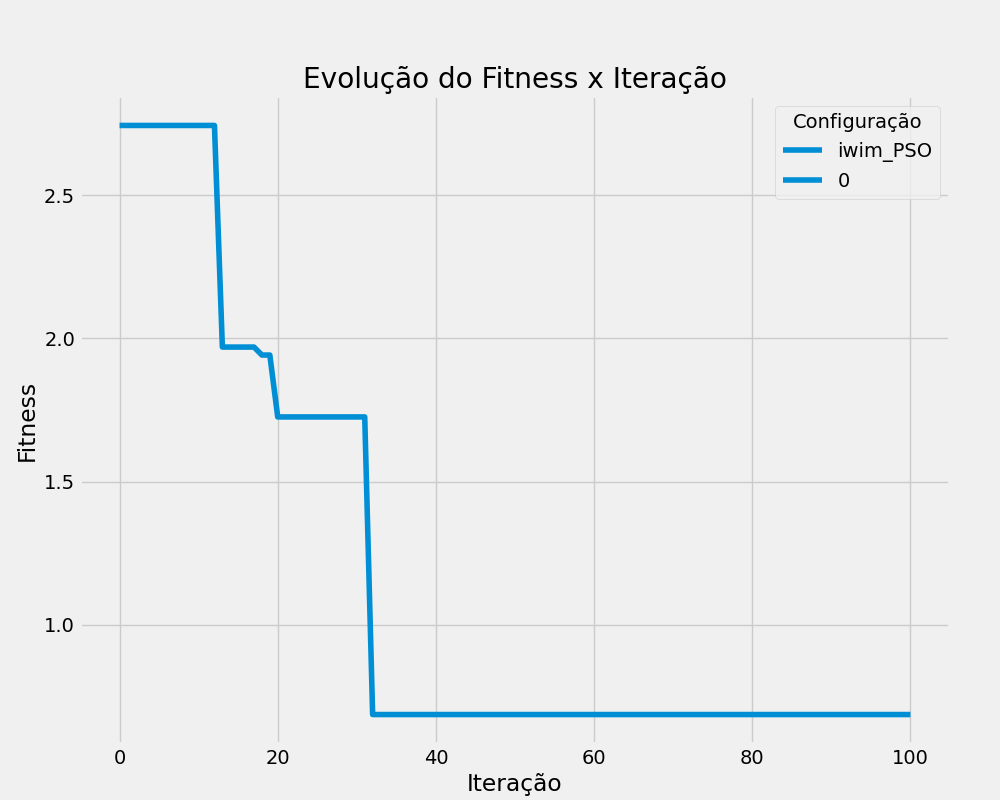 Evolução do Fitness x Iteração
Configuração
iwim_PSO
0
2.5
2.0
1.5
1.0
Fitness
0 20 40 60 80 100
Iteração